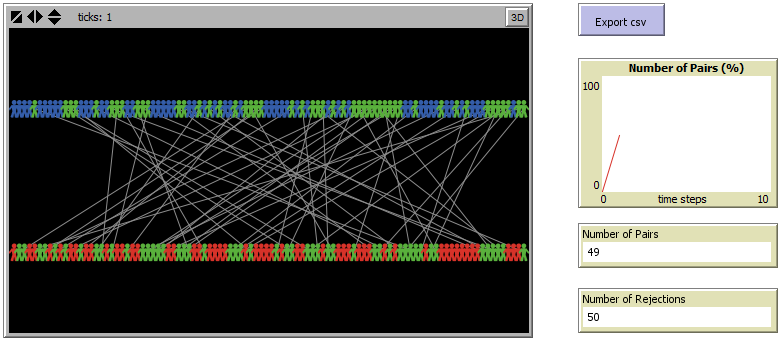 ticks: 1
3D
Export csv
Number of Pairs (%)
100
0
0 time steps 10
Number of Pairs
49
Number of Rejections
50